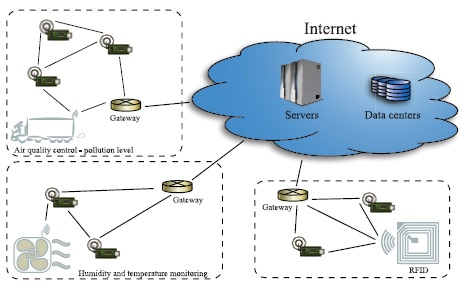 Internet
Servers
Data centers
Gateway
Air quality control - pollution level
Gateway
Humidity and temperature monitoring
Gateway
RFID